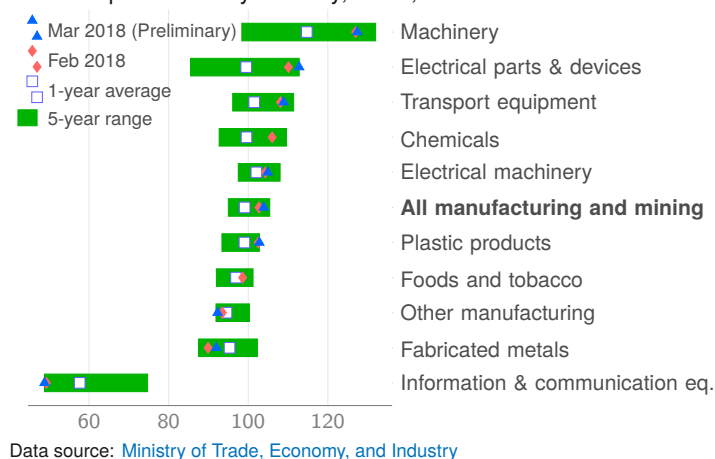 Mar 2018 (Preliminary)
Feb 2018
1-year average
5-year range
Machinery
Electrical parts & devices
Transport equipment
Chemicals
Electrical machinery
All manufacturing and mining
Plastic products
Foods and tobacco
Other manufacturing
Fabricated metals
Information & communication eq.
60 80 100 120
Data source: Ministry of Trade, Economy, and Industry